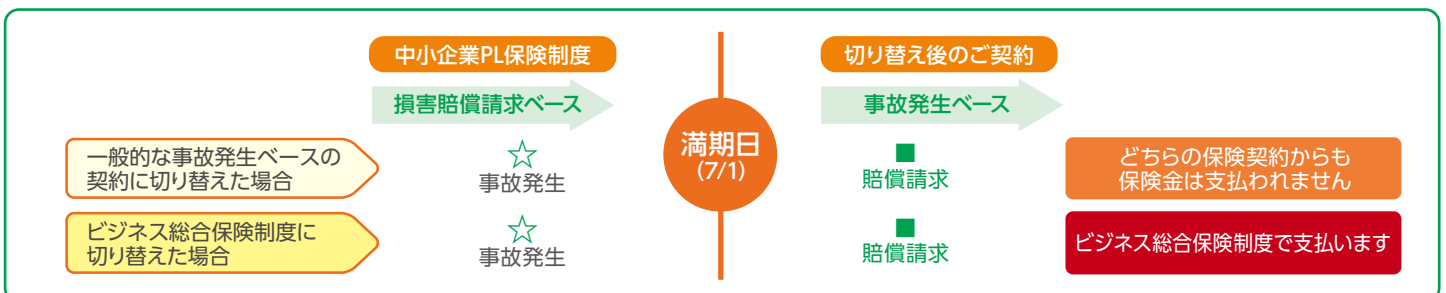 中小企業PL保険制度
切り替え後のご契約
損害賠償請求ベース
事故発生ベース
満期日
(7/1)
一般的な事故発生ベースの
契約に切り替えた場合
☆
事故発生
■
賠償請求
どちらの保険契約からも
保険金は支払われません
ビジネス総合保険制度に
切り替えた場合
☆
事故発生
■
賠償請求
ビジネス総合保険制度で支払います